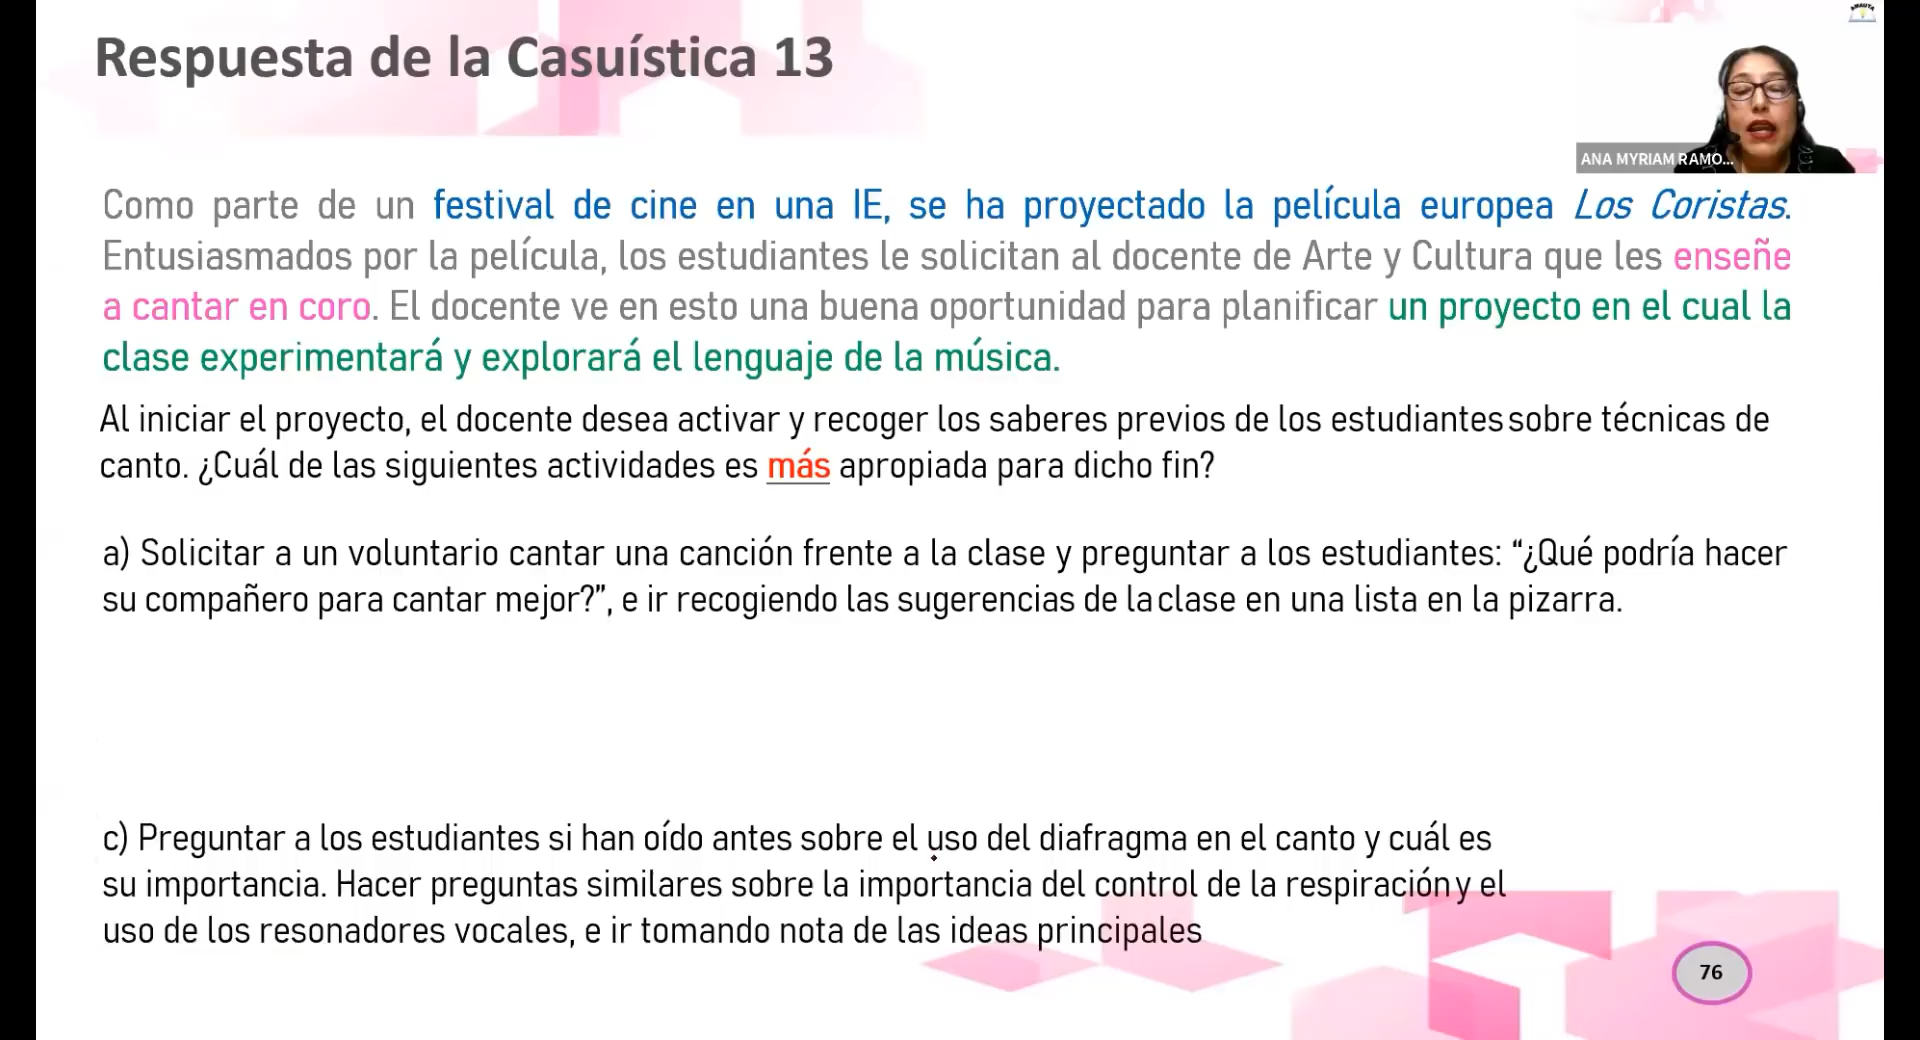 AMAUTA
Respuesta de la Casuística 13
ANA MYRIAM RAMO...
Como parte de un festival de cine en una IE, se ha proyectado la película europea Los Coristas.
Entusiasmados por la película, los estudiantes le solicitan al docente de Arte y Cultura que les enseñe
a cantar en coro. El docente ve en esto una buena oportunidad para planificar un proyecto en el cual la
clase experimentará y explorará el lenguaje de la música.
Al iniciar el proyecto, el docente desea activar y recoger los saberes previos de los estudiantes sobre técnicas de
canto. ¿Cuál de las siguientes actividades es más apropiada para dicho fin?
a) Solicitar a un voluntario cantar una canción frente a la clase y preguntar a los estudiantes: “¿Qué podría hacer
su compañero para cantar mejor?”, e ir recogiendo las sugerencias de la clase en una lista en la pizarra.
c) Preguntar a los estudiantes si han oído antes sobre el uso del diafragma en el canto y cuál es
su importancia. Hacer preguntas similares sobre la importancia del control de la respiración y el
uso de los resonadores vocales, e ir tomando nota de las ideas principales
76